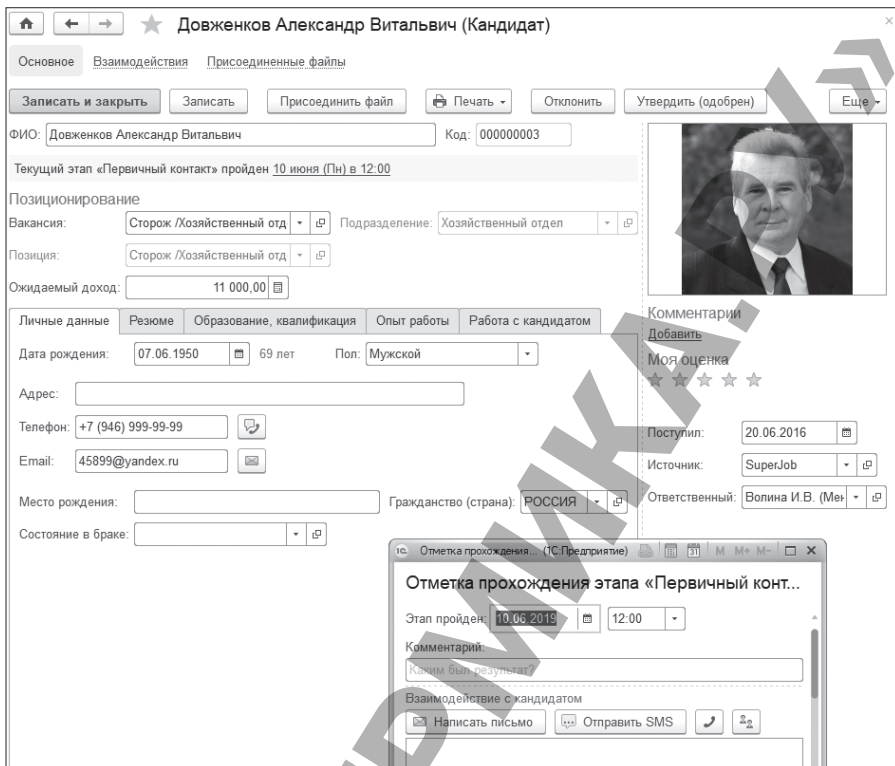 Довженков Александр Витальвич (Кандидат)
Основное Взаимодействия Присоединенные файлы
Записать и закрыть Записать Присоединить файл Печать Отклонить Утвердить (одобрен) Еще
ФИО: Довженков Александр Витальвич Код: 000000003
Текущий этап «Первичный контакт» пройден 10 июня (Пн) в 12:00
Позиционирование
Вакансия: Сторож /Хозяйственный отд Подразделение: Хозяйственный отдел
Позиция: Сторож /Хозяйственный отд
Ожидаемый доход: 11 000,00
Личные данные Резюме Образование, квалификация Опыт работы Работа с кандидатом
Дата рождения: 07.06.1950 69 лет Пол: Мужской
Адрес:
Телефон: +7 (946) 999-99-99
Email: 45899@yandex.ru
Место рождения: Гражданство (страна): РОССИЯ
Состояние в браке:
Комментарии
Добавить
Моя оценка
Поступил: 20.06.2016
Источник: SuperJob
Ответственный: Волина И.В. (Мен
1С Отметка прохождения... (1С:Предприятие) 31 M M+ M-
Отметка прохождения этапа «Первичный конт...
Этап пройден: 10.06.2019 12:00
Комментарий:
Каким был результат?
Взаимодействие с кандидатом
Написать письмо Отправить SMS
РМИКА.РУ»